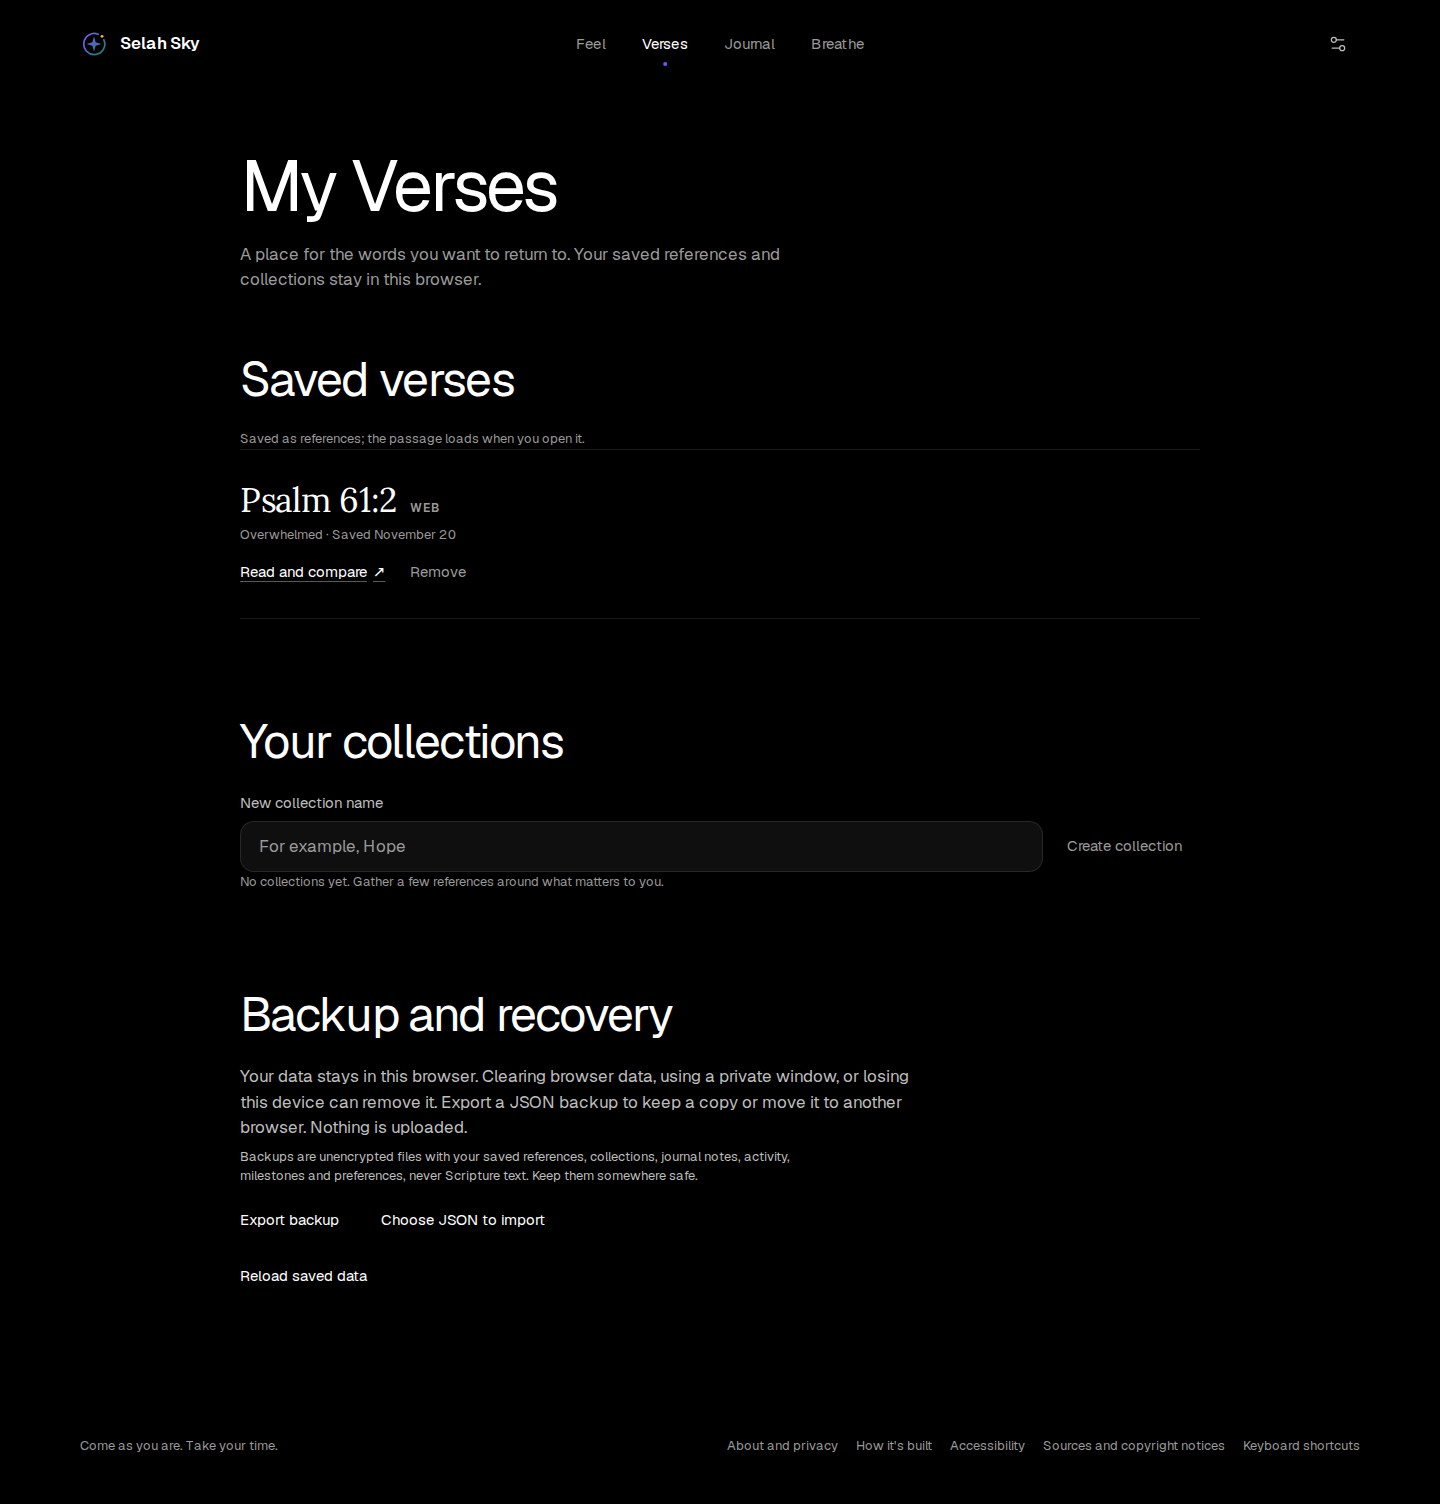 Selah Sky
Feel Verses Journal Breathe
My Verses
A place for the words you want to return to. Your saved references and
collections stay in this browser.
Saved verses
Saved as references; the passage loads when you open it.
Psalm 61:2 WEB
Overwhelmed · Saved November 20
Read and compare ↗ Remove
Your collections
New collection name
For example, Hope
Create collection
No collections yet. Gather a few references around what matters to you.
Backup and recovery
Your data stays in this browser. Clearing browser data, using a private window, or losing
this device can remove it. Export a JSON backup to keep a copy or move it to another
browser. Nothing is uploaded.
Backups are unencrypted files with your saved references, collections, journal notes, activity,
milestones and preferences, never Scripture text. Keep them somewhere safe.
Export backup Choose JSON to import
Reload saved data
Come as you are. Take your time.
About and privacy How it's built Accessibility Sources and copyright notices Keyboard shortcuts